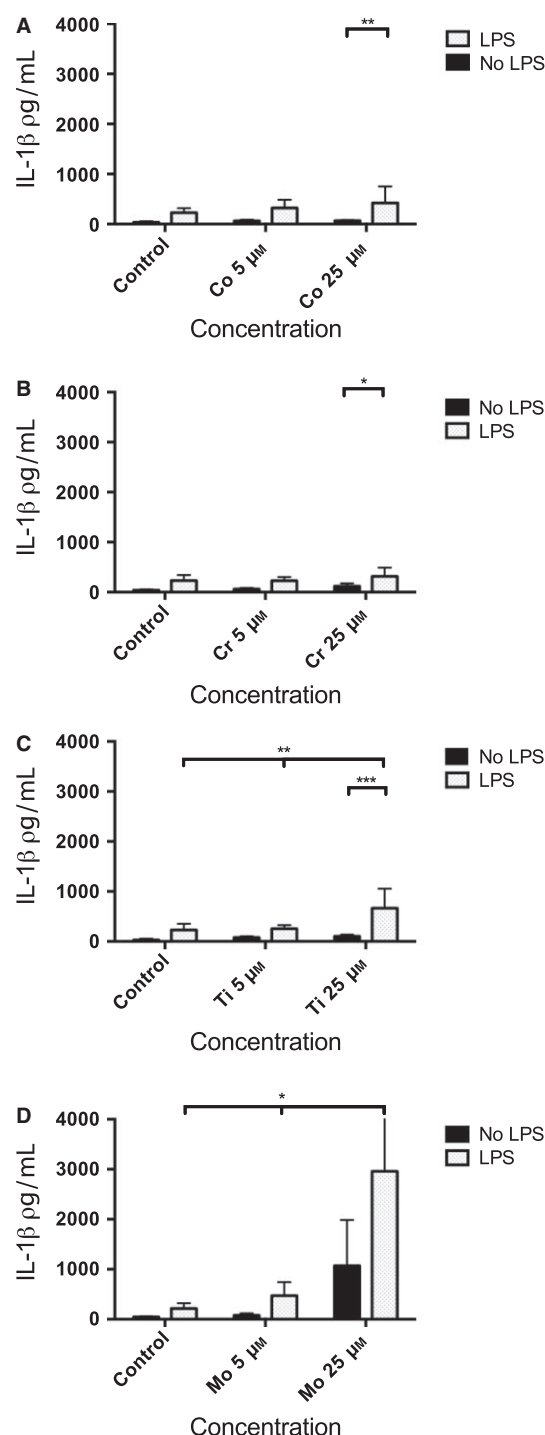 A
IL-1β ρg/mL
4000
3000
2000
1000
0
**
LPS
No LPS
Control
Co 5 μM
Co 25 μM
Concentration
B
IL-1β ρg/mL
4000
3000
2000
1000
0
*
No LPS
LPS
Control
Cr 5 μM
Cr 25 μM
Concentration
C
IL-1β ρg/mL
4000
3000
2000
1000
0
**
***
No LPS
LPS
Control
Ti 5 μM
Ti 25 μM
Concentration
D
IL-1β ρg/mL
4000
3000
2000
1000
0
*
No LPS
LPS
Control
Mo 5 μM
Mo 25 μM
Concentration